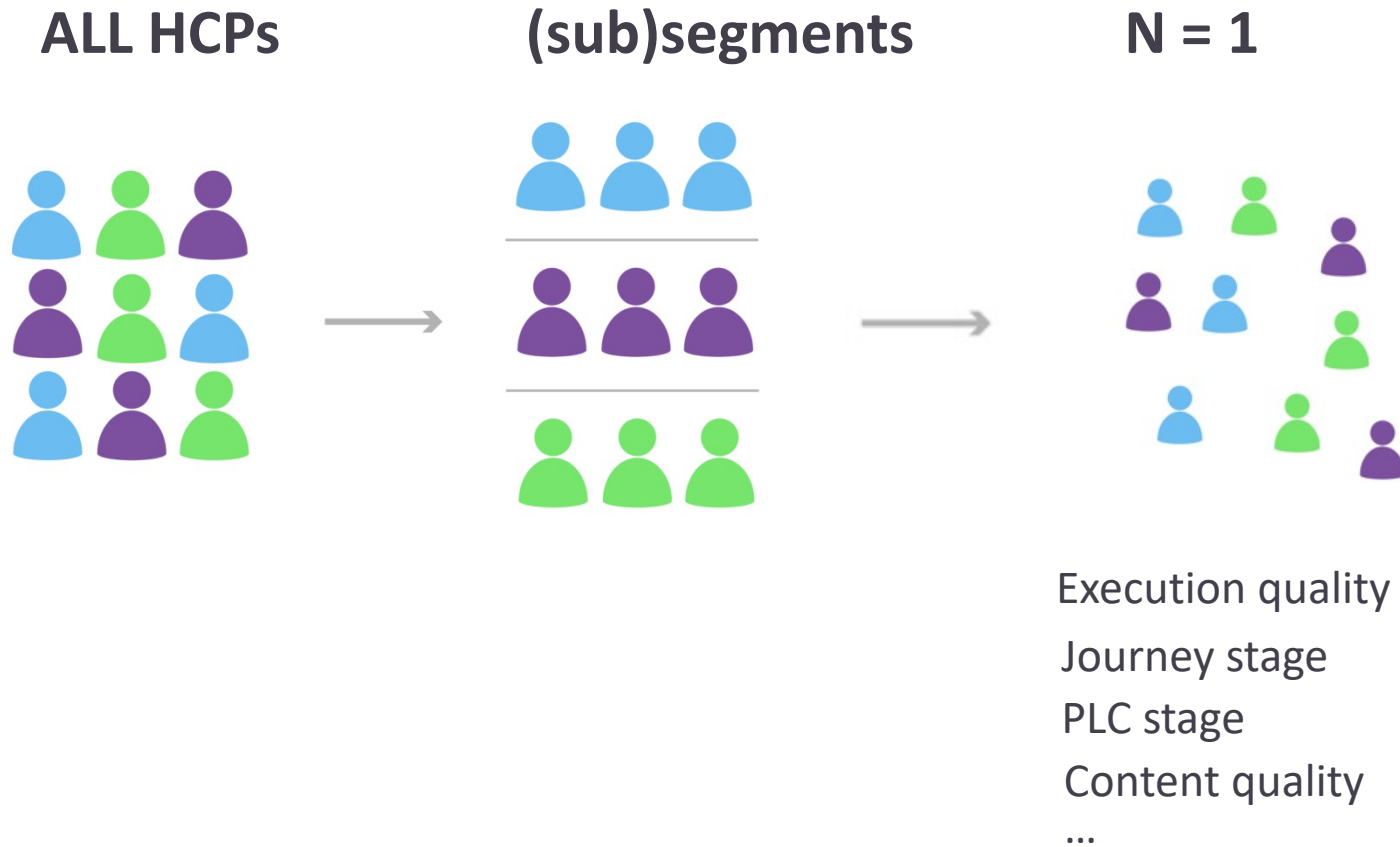 ALL HCPs
(sub)segments
N = 1
Execution quality
Journey stage
PLC stage
Content quality
...